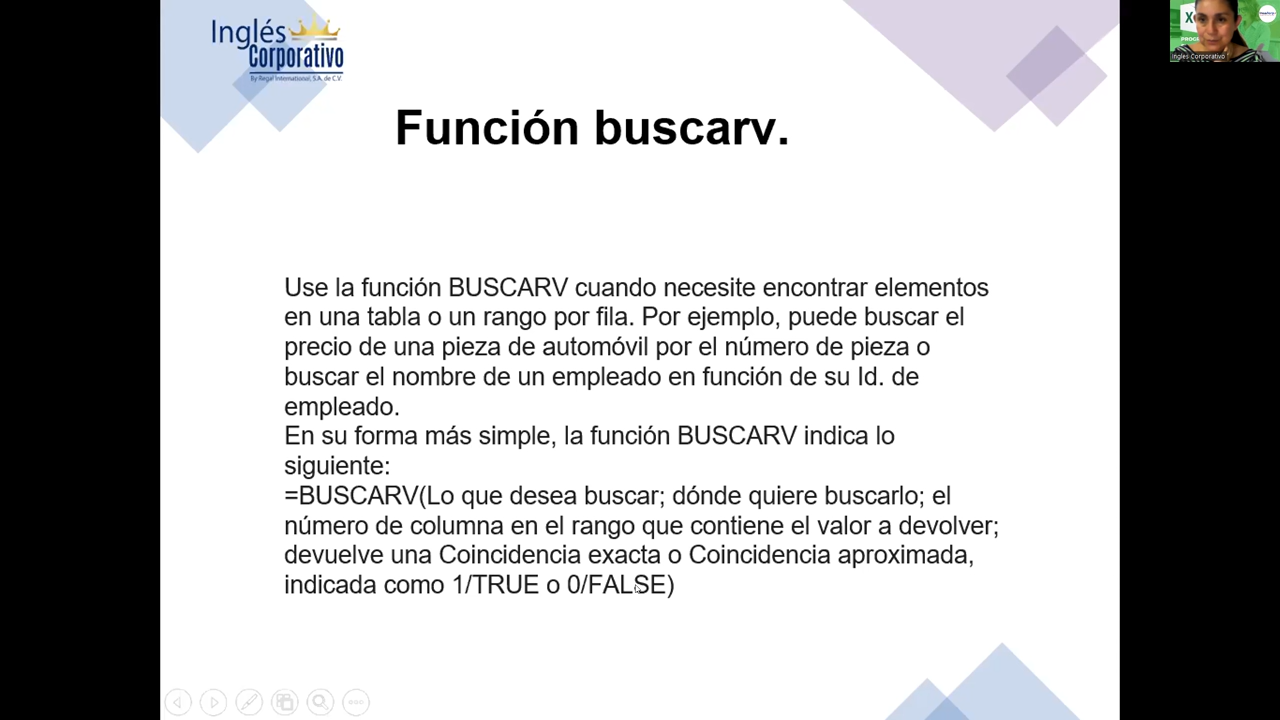 Inglés
Corporativo
By Regal International, S.A. de C.V.
Función buscarv.
Use la función BUSCARV cuando necesite encontrar elementos
en una tabla o un rango por fila. Por ejemplo, puede buscar el
precio de una pieza de automóvil por el número de pieza o
buscar el nombre de un empleado en función de su Id. de
empleado.
En su forma más simple, la función BUSCARV indica lo
siguiente:
=BUSCARV(Lo que desea buscar; dónde quiere buscarlo; el
número de columna en el rango que contiene el valor a devolver;
devuelve una Coincidencia exacta o Coincidencia aproximada,
indicada como 1/TRUE o 0/FALSE)
Ingles Corporativo